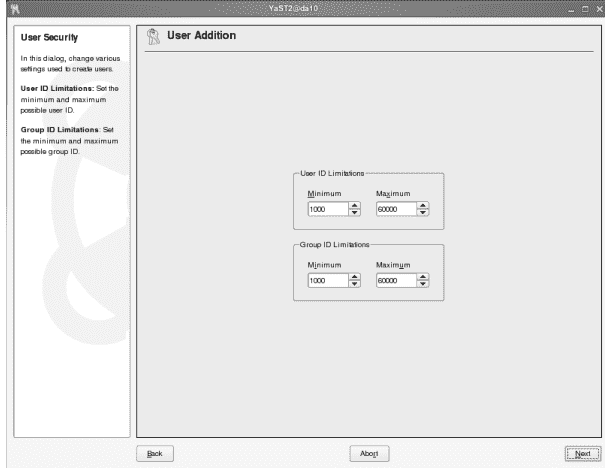 YaST2@da10
User Security
In this dialog, change various
settings used to create users.
User ID Limitations: Set the
minimum and maximum
possible user ID.
Group ID Limitations: Set
the minimum and maximum
possible group ID.
User Addition
User ID Limitations
Minimum Maximum
1000 60000
Group ID Limitations
Minimum Maximum
1000 60000
Back Abort Next